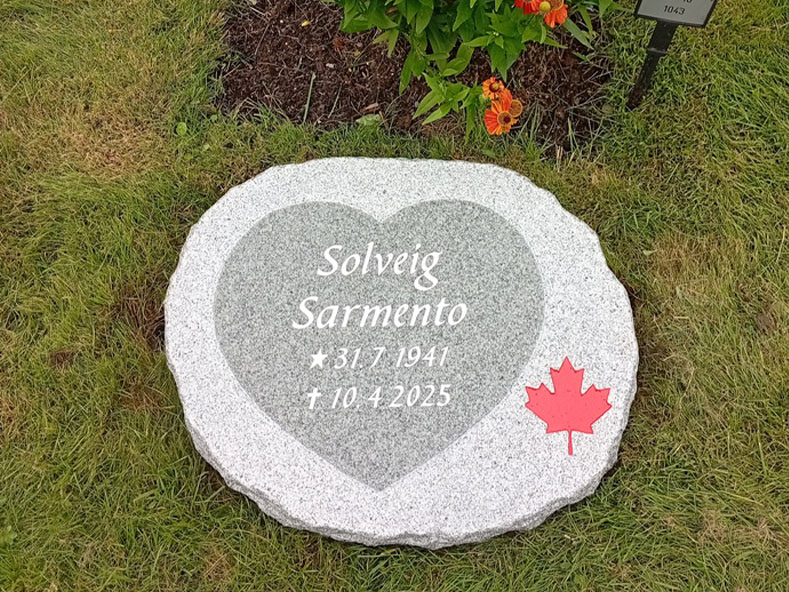 1043
Solveig
Sarmento
★ 31. 7 1941
✝ 10. 4 2025